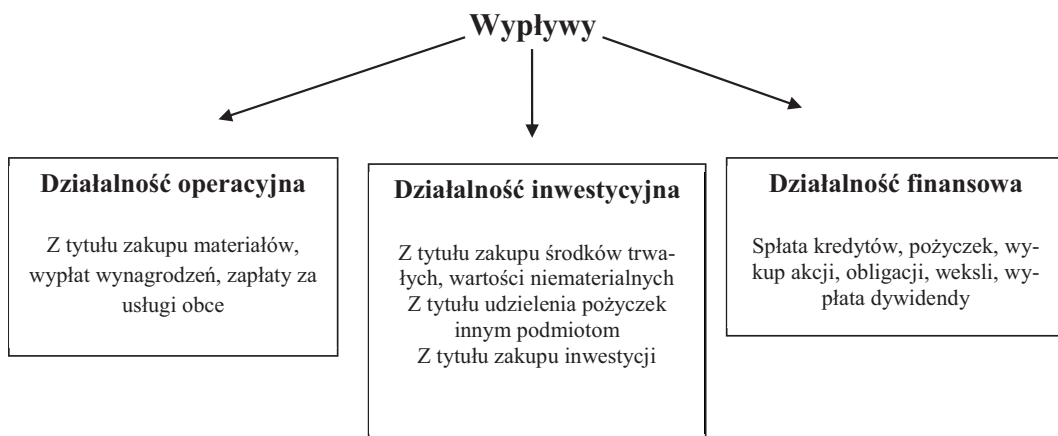 Wypływy
Działalność operacyjna
Z tytułu zakupu materiałów,
wypłat wynagrodzeń, zapłaty za
usługi obce
Działalność inwestycyjna
Z tytułu zakupu środków trwa-
łych, wartości niematerialnych
Z tytułu udzielenia pożyczek
innym podmiotom
Z tytułu zakupu inwestycji
Działalność finansowa
Spłata kredytów, pożyczek, wy-
kup akcji, obligacji, weksli, wy-
płata dywidendy